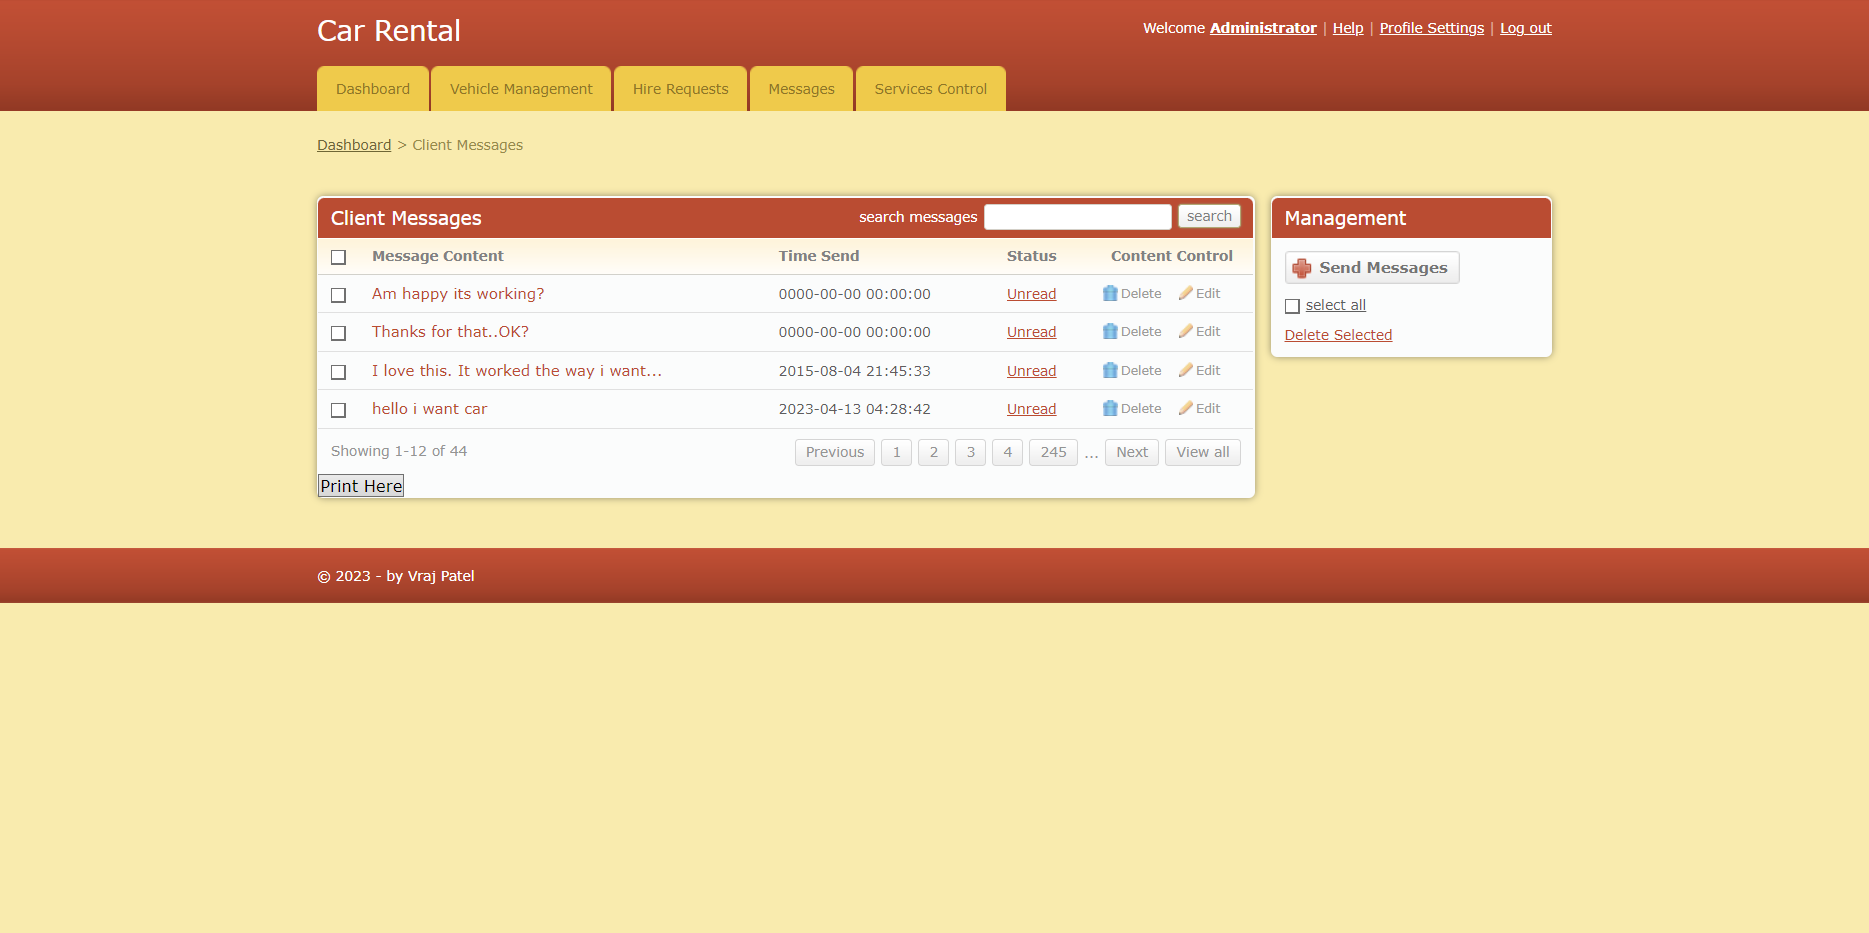 Car Rental
Welcome Administrator | Help | Profile Settings | Log out
Dashboard Vehicle Management Hire Requests Messages Services Control
Dashboard > Client Messages
Client Messages search messages search
Message Content Time Send Status Content Control
Am happy its working? 0000-00-00 00:00:00 Unread Delete Edit
Thanks for that..OK? 0000-00-00 00:00:00 Unread Delete Edit
I love this. It worked the way i want... 2015-08-04 21:45:33 Unread Delete Edit
hello i want car 2023-04-13 04:28:42 Unread Delete Edit
Showing 1-12 of 44 Previous 1 2 3 4 245 ... Next View all
Print Here
Management
Send Messages
select all
Delete Selected
© 2023 - by Vraj Patel